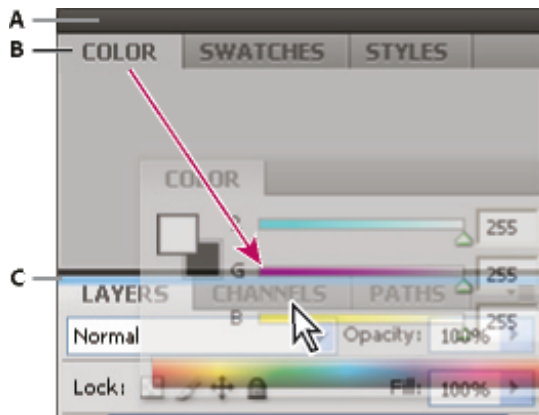 A
B COLOR SWATCHES STYLES
COLOR
255
G 255
C
LAYERS CHANNELS PATHS
B 255
Normal Opacity: 100%
Lock: Fill: 100%